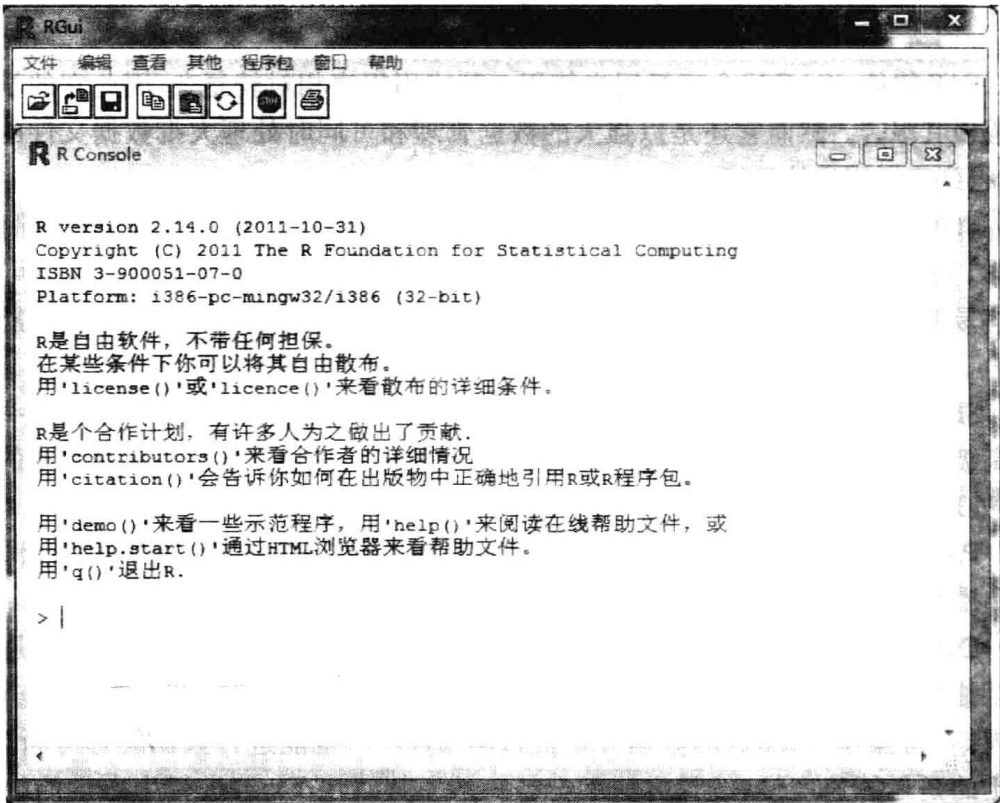 RGui
文件 编辑 查看 其他 程序包 窗口 帮助
STOP
R R Console
R version 2.14.0 (2011-10-31)
Copyright (C) 2011 The R Foundation for Statistical Computing
ISBN 3-900051-07-0
Platform: i386-pc-mingw32/i386 (32-bit)
R是自由软件，不带任何担保。
在某些条件下你可以将其自由散布。
用'license()'或'licence()'来看散布的详细条件。
R是个合作计划，有许多人为之做出了贡献.
用'contributors()'来看合作者的详细情况
用'citation()'会告诉你如何在出版物中正确地引用R或R程序包。
用'demo()'来看一些示范程序，用'help()'来阅读在线帮助文件，或
用'help.start()'通过HTML浏览器来看帮助文件。
用'q()'退出R.
>